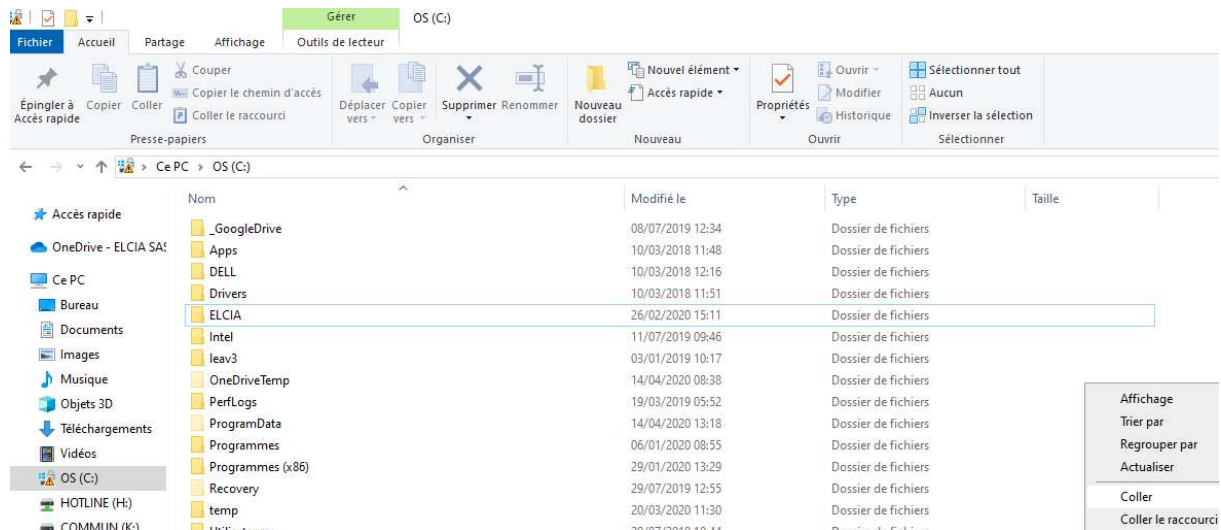 Gérer OS (C:)
Fichier Accueil Partage Affichage Outils de lecteur
Épingler à Accès rapide
Copier
Coller
Couper
Copier le chemin d'accès
Coller le raccourci
Presse-papiers
Déplacer vers
Copier vers
Supprimer
Renommer
Organiser
Nouveau dossier
Nouvel élément
Accès rapide
Nouveau
Propriétés
Ouvrir
Modifier
Historique
Ouvrir
Sélectionner tout
Aucun
Inverser la sélection
Sélectionner
Ce PC > OS (C:)
Accès rapide
OneDrive - ELCIA SAS
Ce PC
Bureau
Documents
Images
Musique
Objets 3D
Téléchargements
Vidéos
OS (C:)
HOTLINE (H:)
COMMUN (K:)
Nom Modifié le Type Taille
_GoogleDrive 08/07/2019 12:34 Dossier de fichiers
Apps 10/03/2018 11:48 Dossier de fichiers
DELL 10/03/2018 12:16 Dossier de fichiers
Drivers 10/03/2018 11:51 Dossier de fichiers
ELCIA 26/02/2020 15:11 Dossier de fichiers
Intel 11/07/2019 09:46 Dossier de fichiers
leav3 03/01/2019 10:17 Dossier de fichiers
OneDriveTemp 14/04/2020 08:38 Dossier de fichiers
PerfLogs 19/03/2019 05:52 Dossier de fichiers
ProgramData 14/04/2020 13:18 Dossier de fichiers
Programmes 06/01/2020 08:55 Dossier de fichiers
Programmes (x86) 29/01/2020 13:29 Dossier de fichiers
Recovery 29/07/2019 12:55 Dossier de fichiers
temp 20/03/2020 11:30 Dossier de fichiers
Affichage
Trier par
Regrouper par
Actualiser
Coller
Coller le raccourci